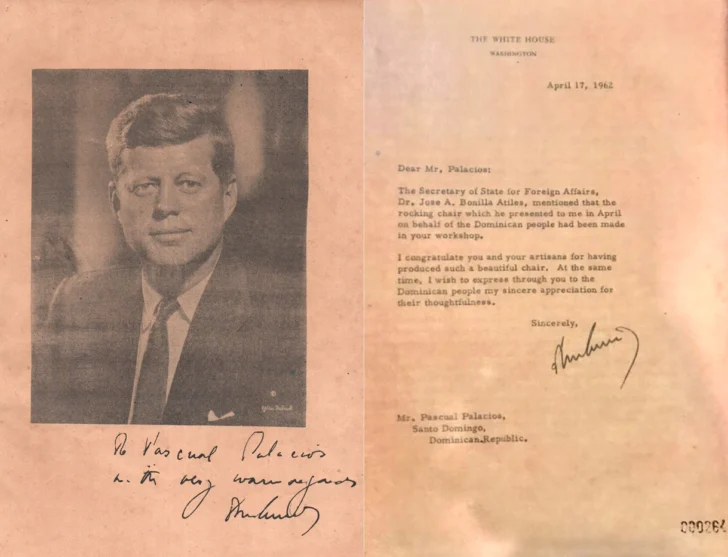 To Pascual Palacios
with very warm regards
THE WHITE HOUSE
WASHINGTON
April 17, 1962
Dear Mr. Palacios:
The Secretary of State for Foreign Affairs,
Dr. Jose A. Bonilla Atiles, mentioned that the
rocking chair which he presented to me in April
on behalf of the Dominican people had been made
in your workshop.
I congratulate you and your artisans for having
produced such a beautiful chair. At the same
time, I wish to express through you to the
Dominican people my sincere appreciation for
their thoughtfulness.
Sincerely,
Mr. Pascual Palacios,
Santo Domingo,
Dominican Republic.